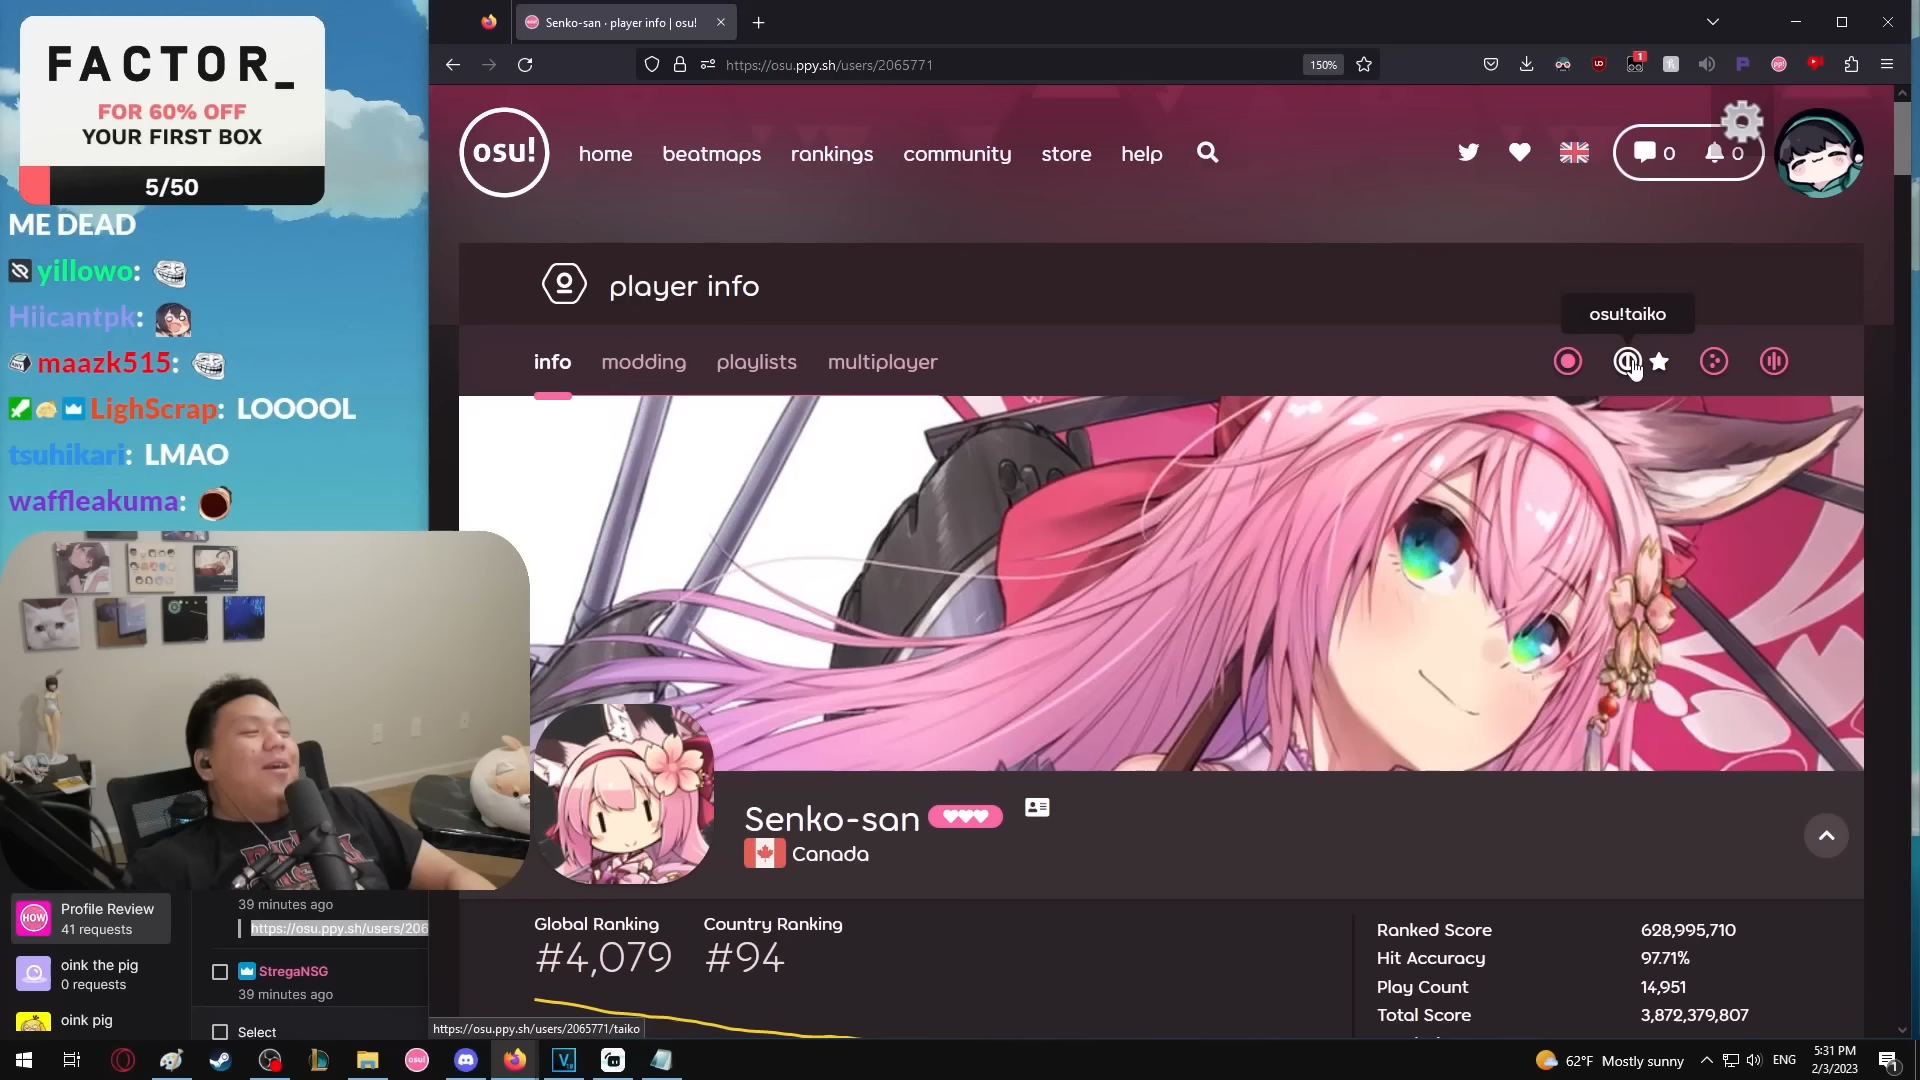 FACTOR_
FOR 60% OFF
YOUR FIRST BOX
5/50
ME DEAD
yillowo:
Hiicantpk:
maazk515:
LighScrap: LOOOOL
tsuhikari: LMAO
waffleakuma:
HOW
Profile Review
41 requests
oink the pig
0 requests
oink pig
39 minutes ago
https://osu.ppy.sh/users/206
StregaNSG
39 minutes ago
Select
Senko-san · player info | osu!
https://osu.ppy.sh/users/2065771
150%
1
osu!
home
beatmaps
rankings
community
store
help
0
0
player info
osu!taiko
info
modding
playlists
multiplayer
Senko-san
Canada
Global Ranking
#4,079
Country Ranking
#94
Ranked Score 628,995,710
Hit Accuracy 97.71%
Play Count 14,951
Total Score 3,872,379,807
https://osu.ppy.sh/users/2065771/taiko
osu!
62°F Mostly sunny
ENG
5:31 PM
2/3/2023
1